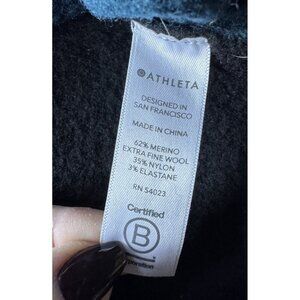 ATHLETA
DESIGNED IN
SAN FRANCISCO
MADE IN CHINA
62% MERINO
EXTRA FINE WOOL
35% NYLON
3% ELASTANE
RN 54023
Certified
B